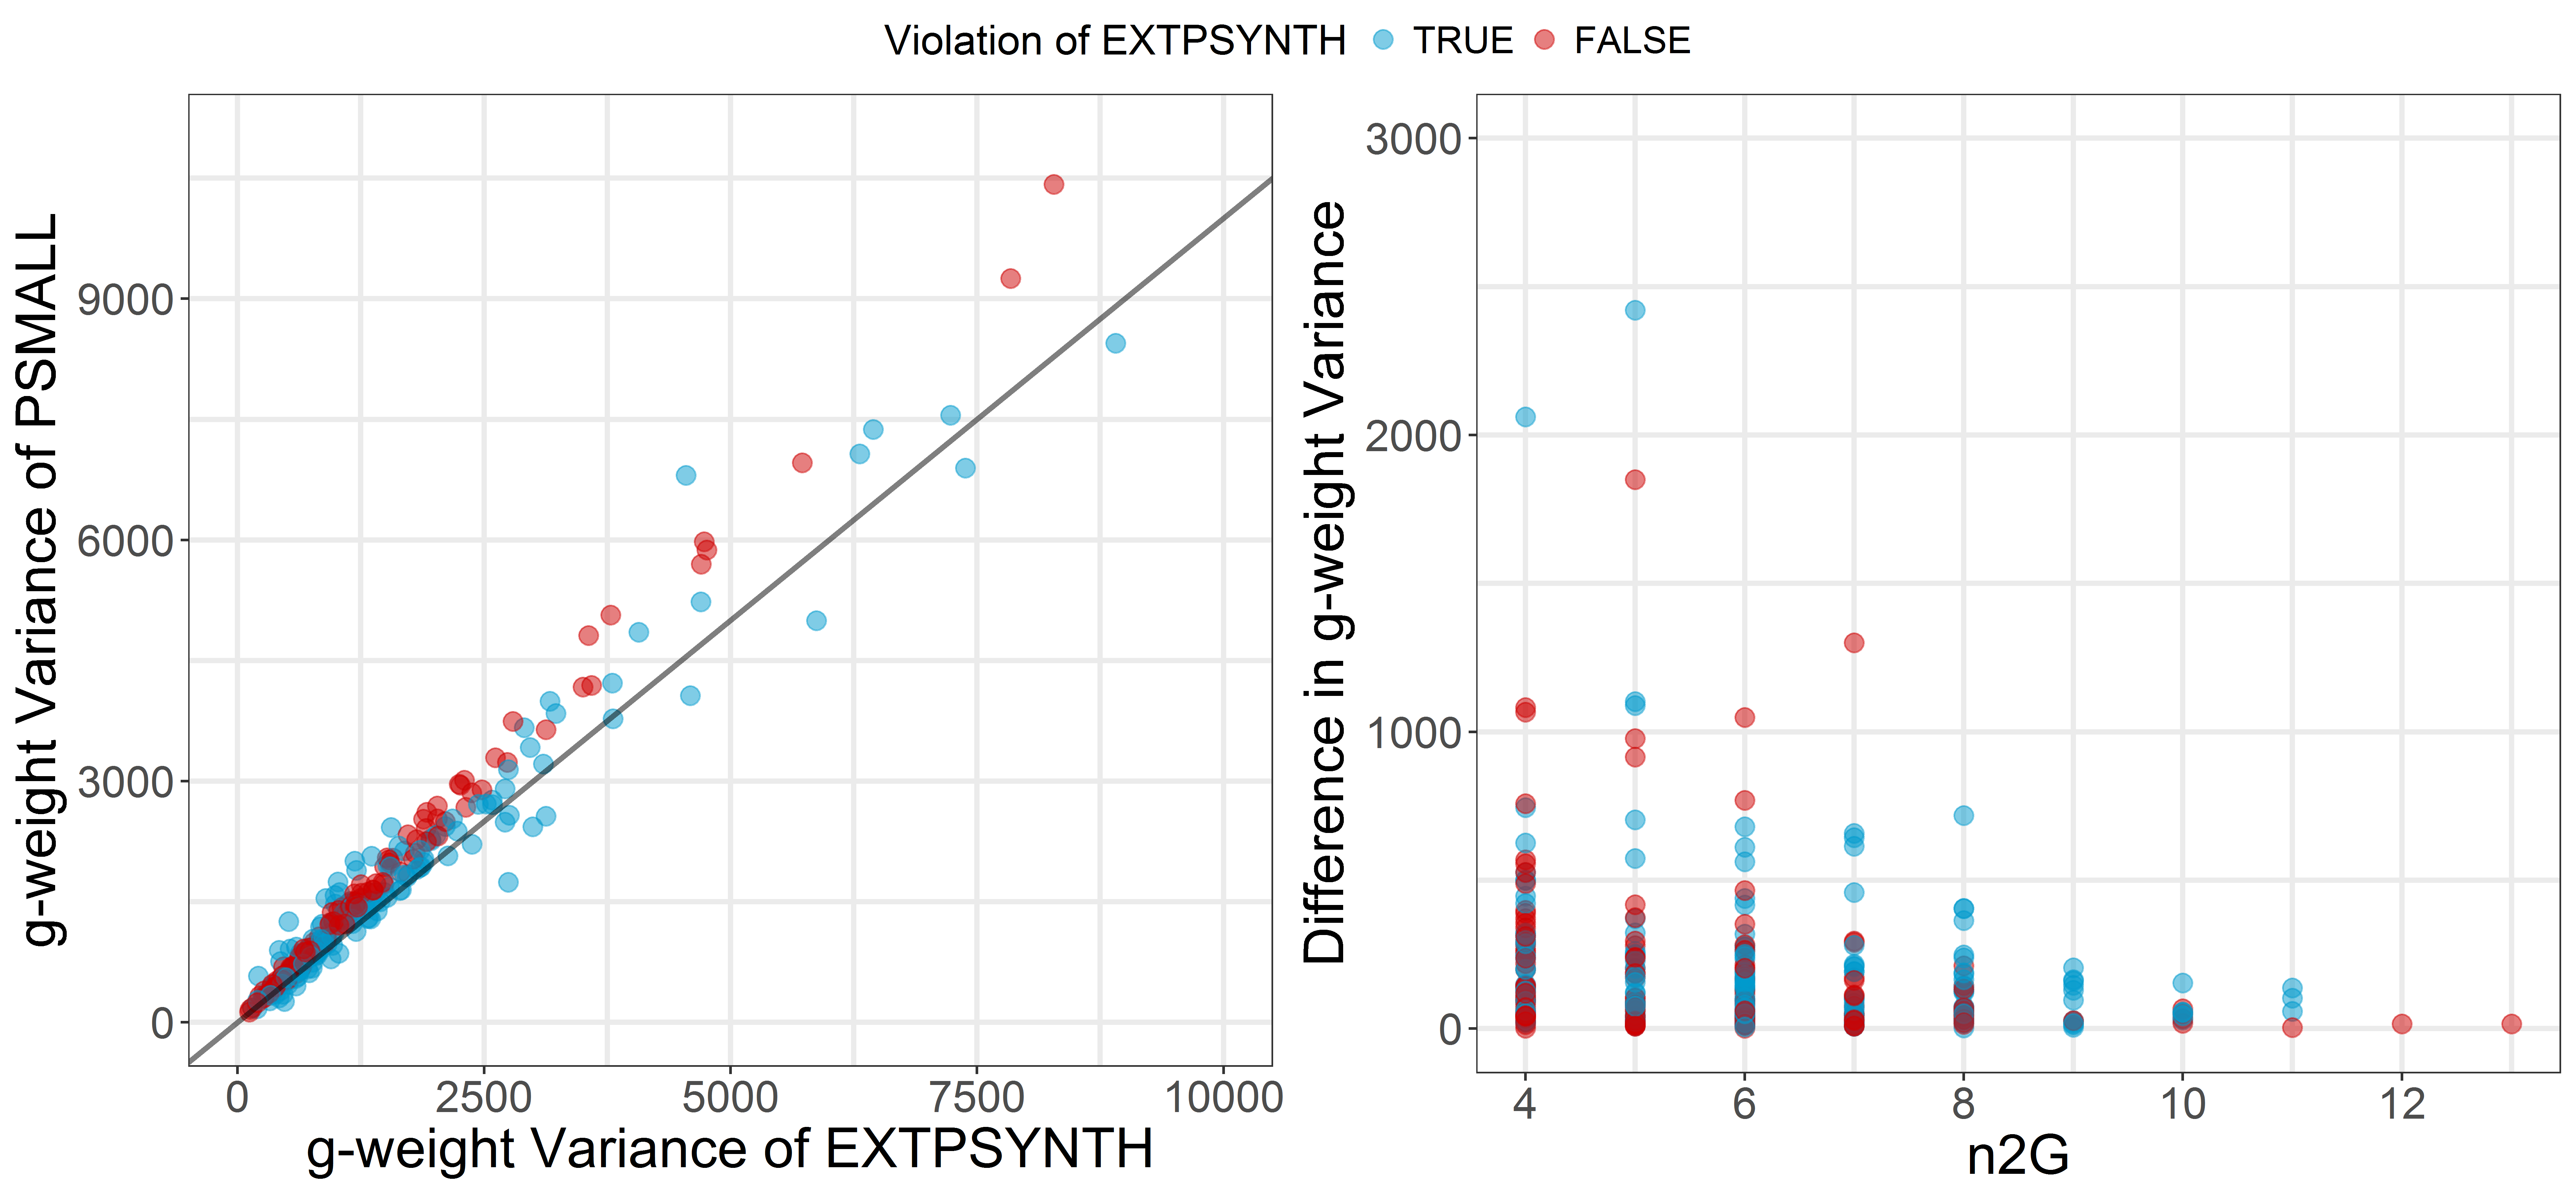 Violation of EXTPSYNTH TRUE FALSE
g-weight Variance of PSMALL
9000
6000
3000
0
0 2500 5000 7500 10000
g-weight Variance of EXTPSYNTH
Difference in g-weight Variance
3000
2000
1000
0
4 6 8 10 12
n2G